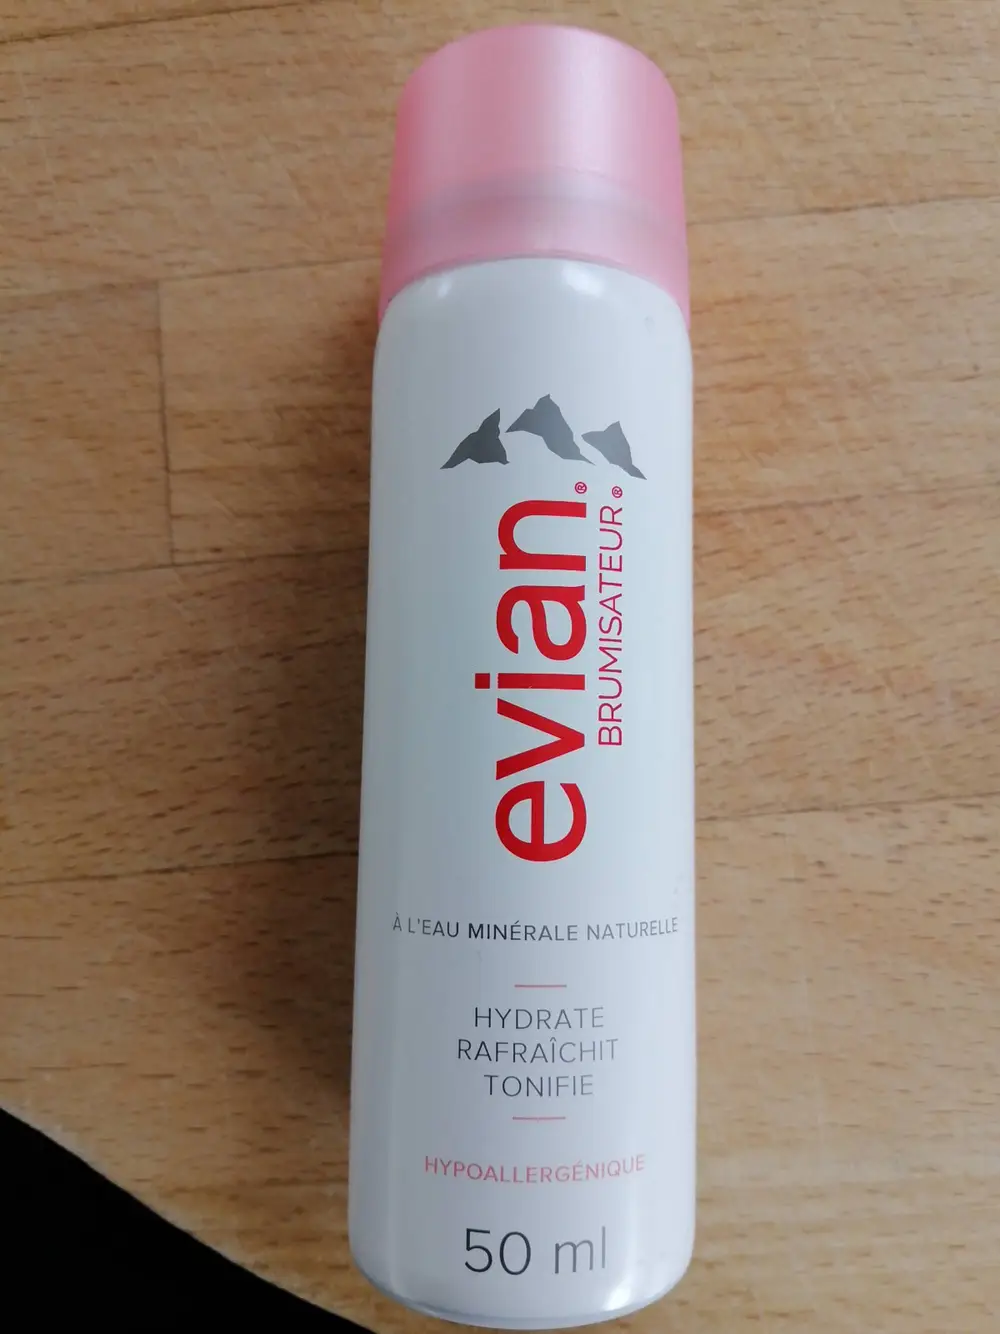 evian®
BRUMISATEUR®
À L'EAU MINÉRALE NATURELLE
HYDRATE
RAFRAÎCHIT
TONIFIE
HYPOALLERGÉNIQUE
50 ml